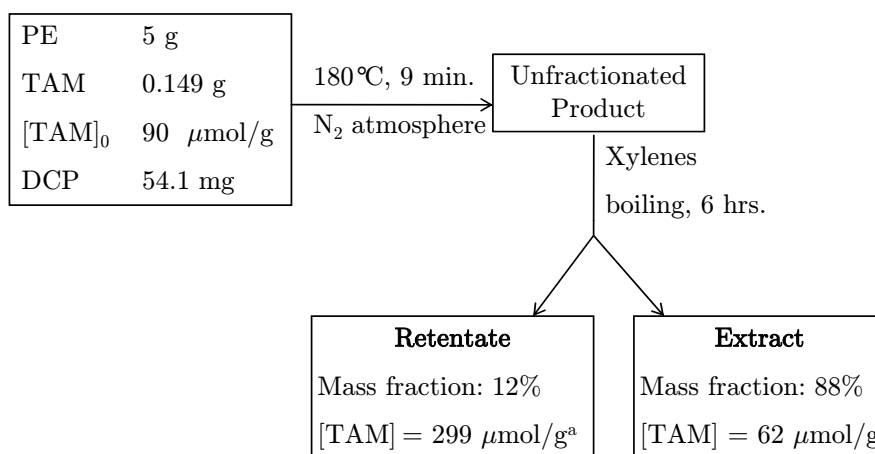 PE 5 g
TAM 0.149 g
[TAM]₀ 90 μmol/g
DCP 54.1 mg
180°C, 9 min.
N₂ atmosphere
Unfractionated
Product
Xylenes
boiling, 6 hrs.
Retentate
Mass fraction: 12%
[TAM] = 299 μmol/gᵃ
Extract
Mass fraction: 88%
[TAM] = 62 μmol/g